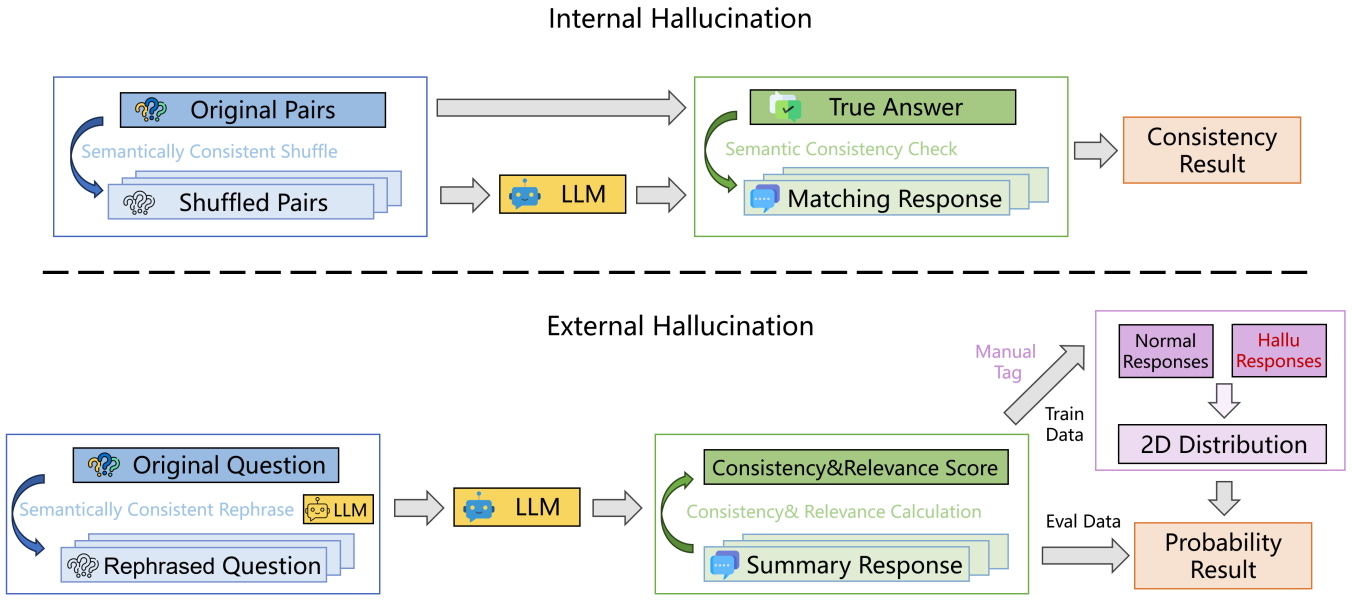 Internal Hallucination
Original Pairs
Semantically Consistent Shuffle
Shuffled Pairs
LLM
True Answer
Semantic Consistency Check
Matching Response
Consistency
Result
External Hallucination
Original Question
Semantically Consistent Rephrase
LLM
Rephrased Question
LLM
Consistency&Relevance Score
Consistency& Relevance Calculation
Summary Response
Manual
Tag
Train
Data
Normal
Responses
Hallu
Responses
2D Distribution
Eval Data
Probability
Result